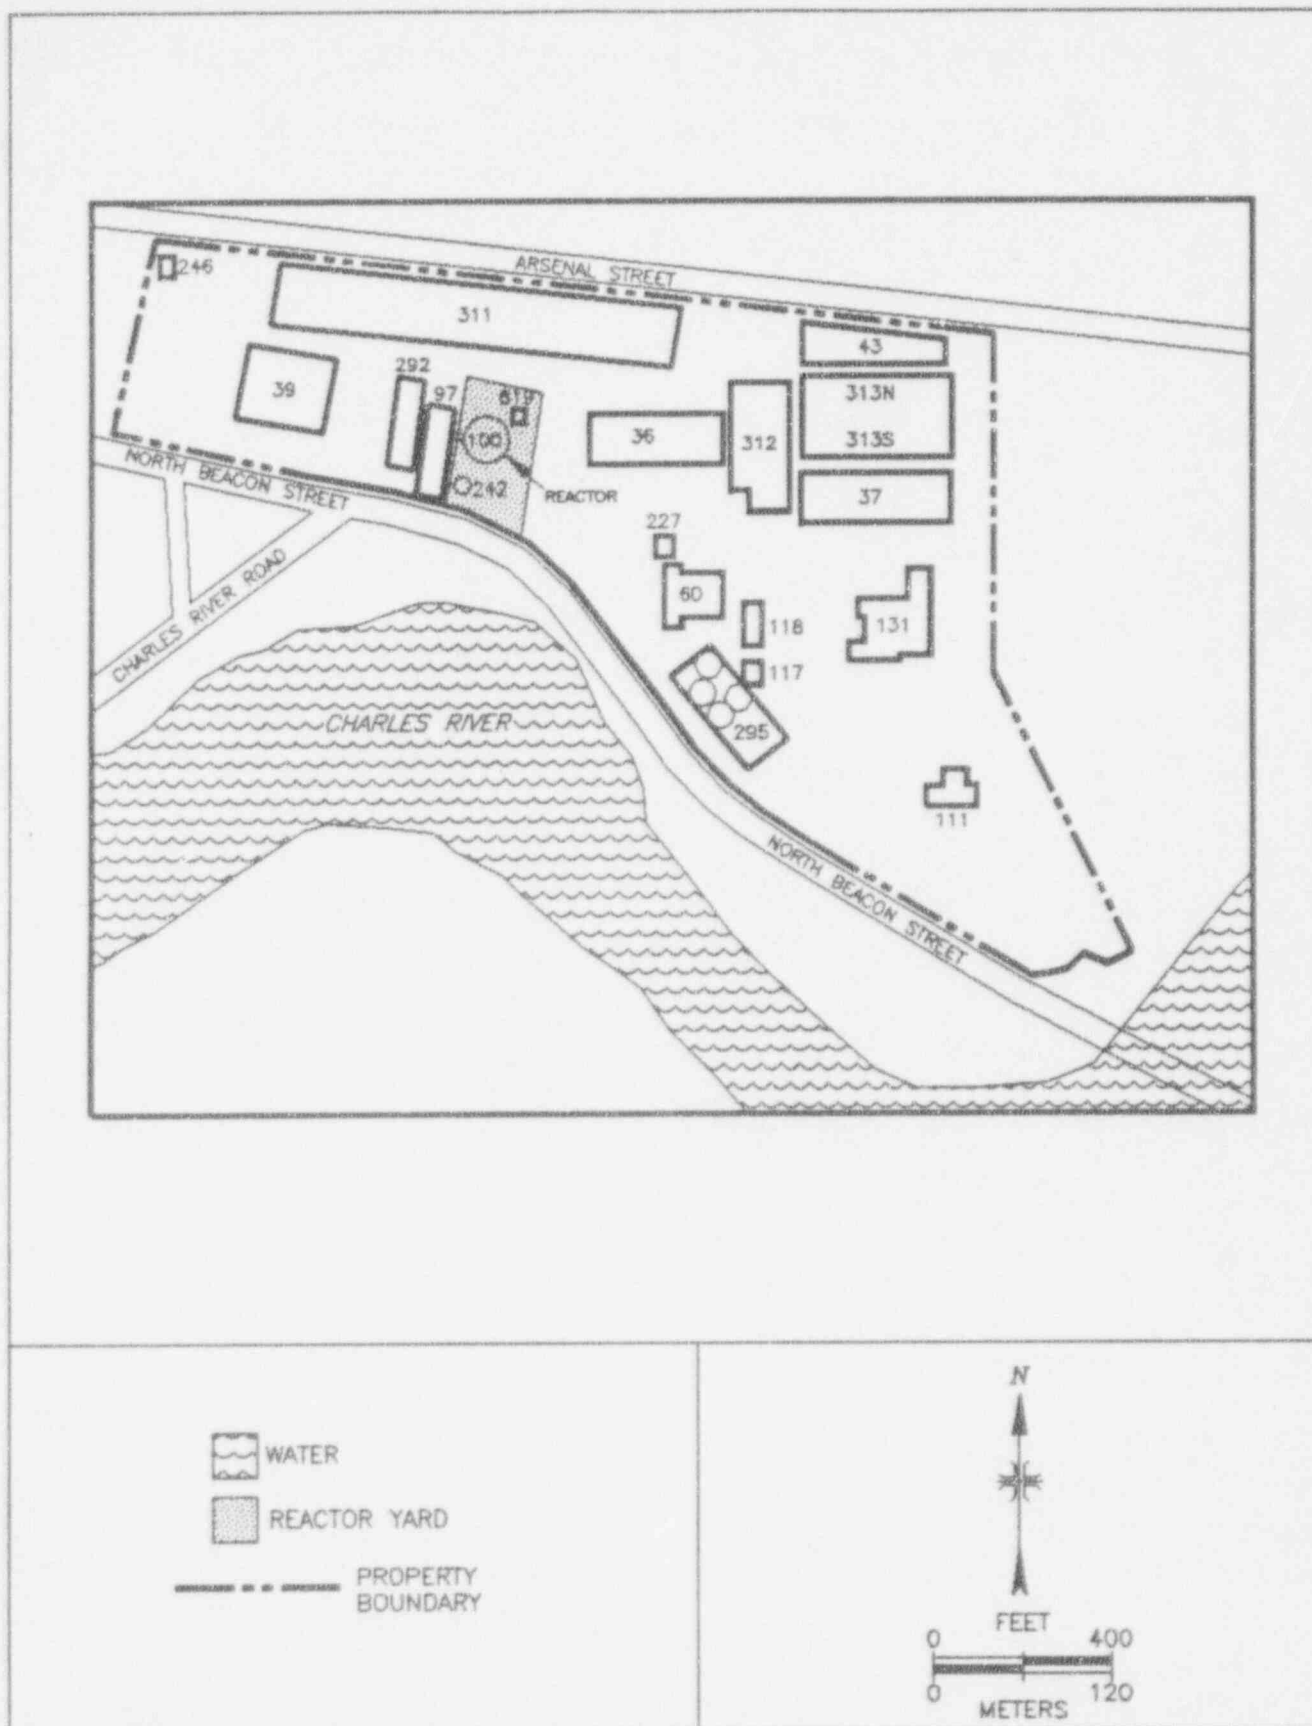 ARSENAL STREET
246
311
43
292
39
97
619
313N
100
36
312
313S
242
REACTOR
37
NORTH BEACON STREET
227
CHARLES RIVER ROAD
60
118
131
117
CHARLES RIVER
295
111
NORTH BEACON STREET
WATER
REACTOR YARD
PROPERTY
BOUNDARY
N
FEET
0 400
0 120
METERS